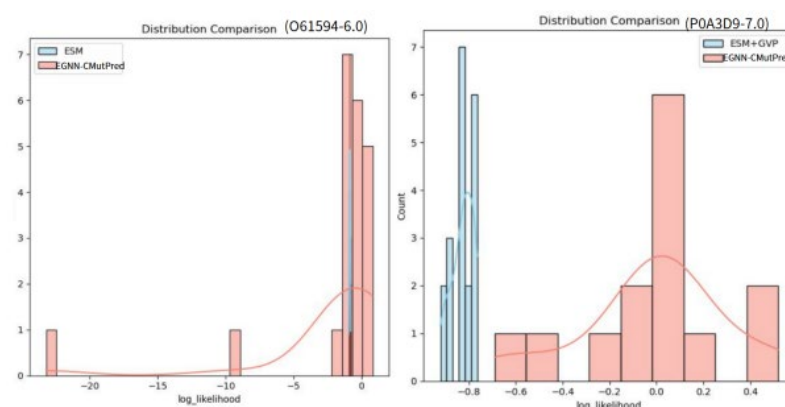 Distribution Comparison (O61594-6.0)
ESM
EGNN-CMutPred
7
6
5
4
3
2
1
0
−20 −15 −10 −5 0
log_likelihood
Distribution Comparison (P0A3D9-7.0)
ESM+GVP
EGNN-CMutPre
Count
7
6
5
4
3
2
1
0
−0.8 −0.6 −0.4 −0.2 0.0 0.2 0.4
log_likelihood